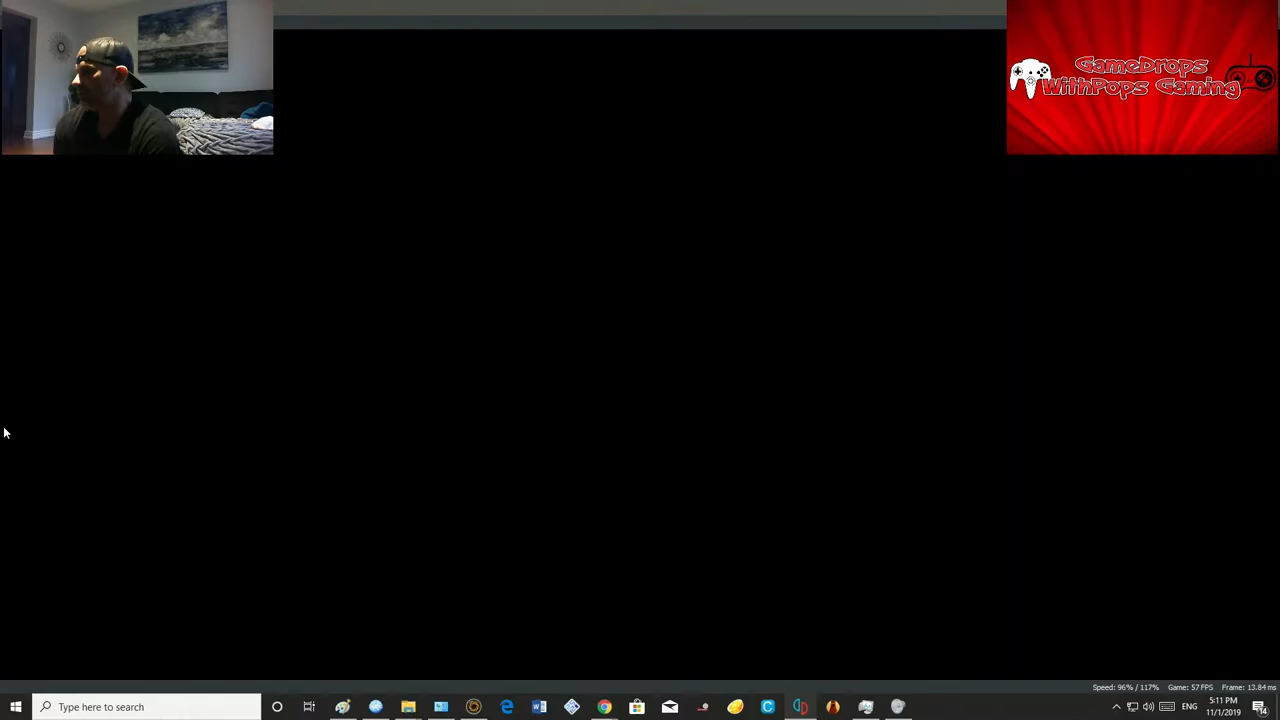 GameDrops
WithPops Gaming
Speed: 96% / 117% Game: 57 FPS Frame: 13.84 ms
Type here to search
ENG
5:11 PM
11/1/2019
14